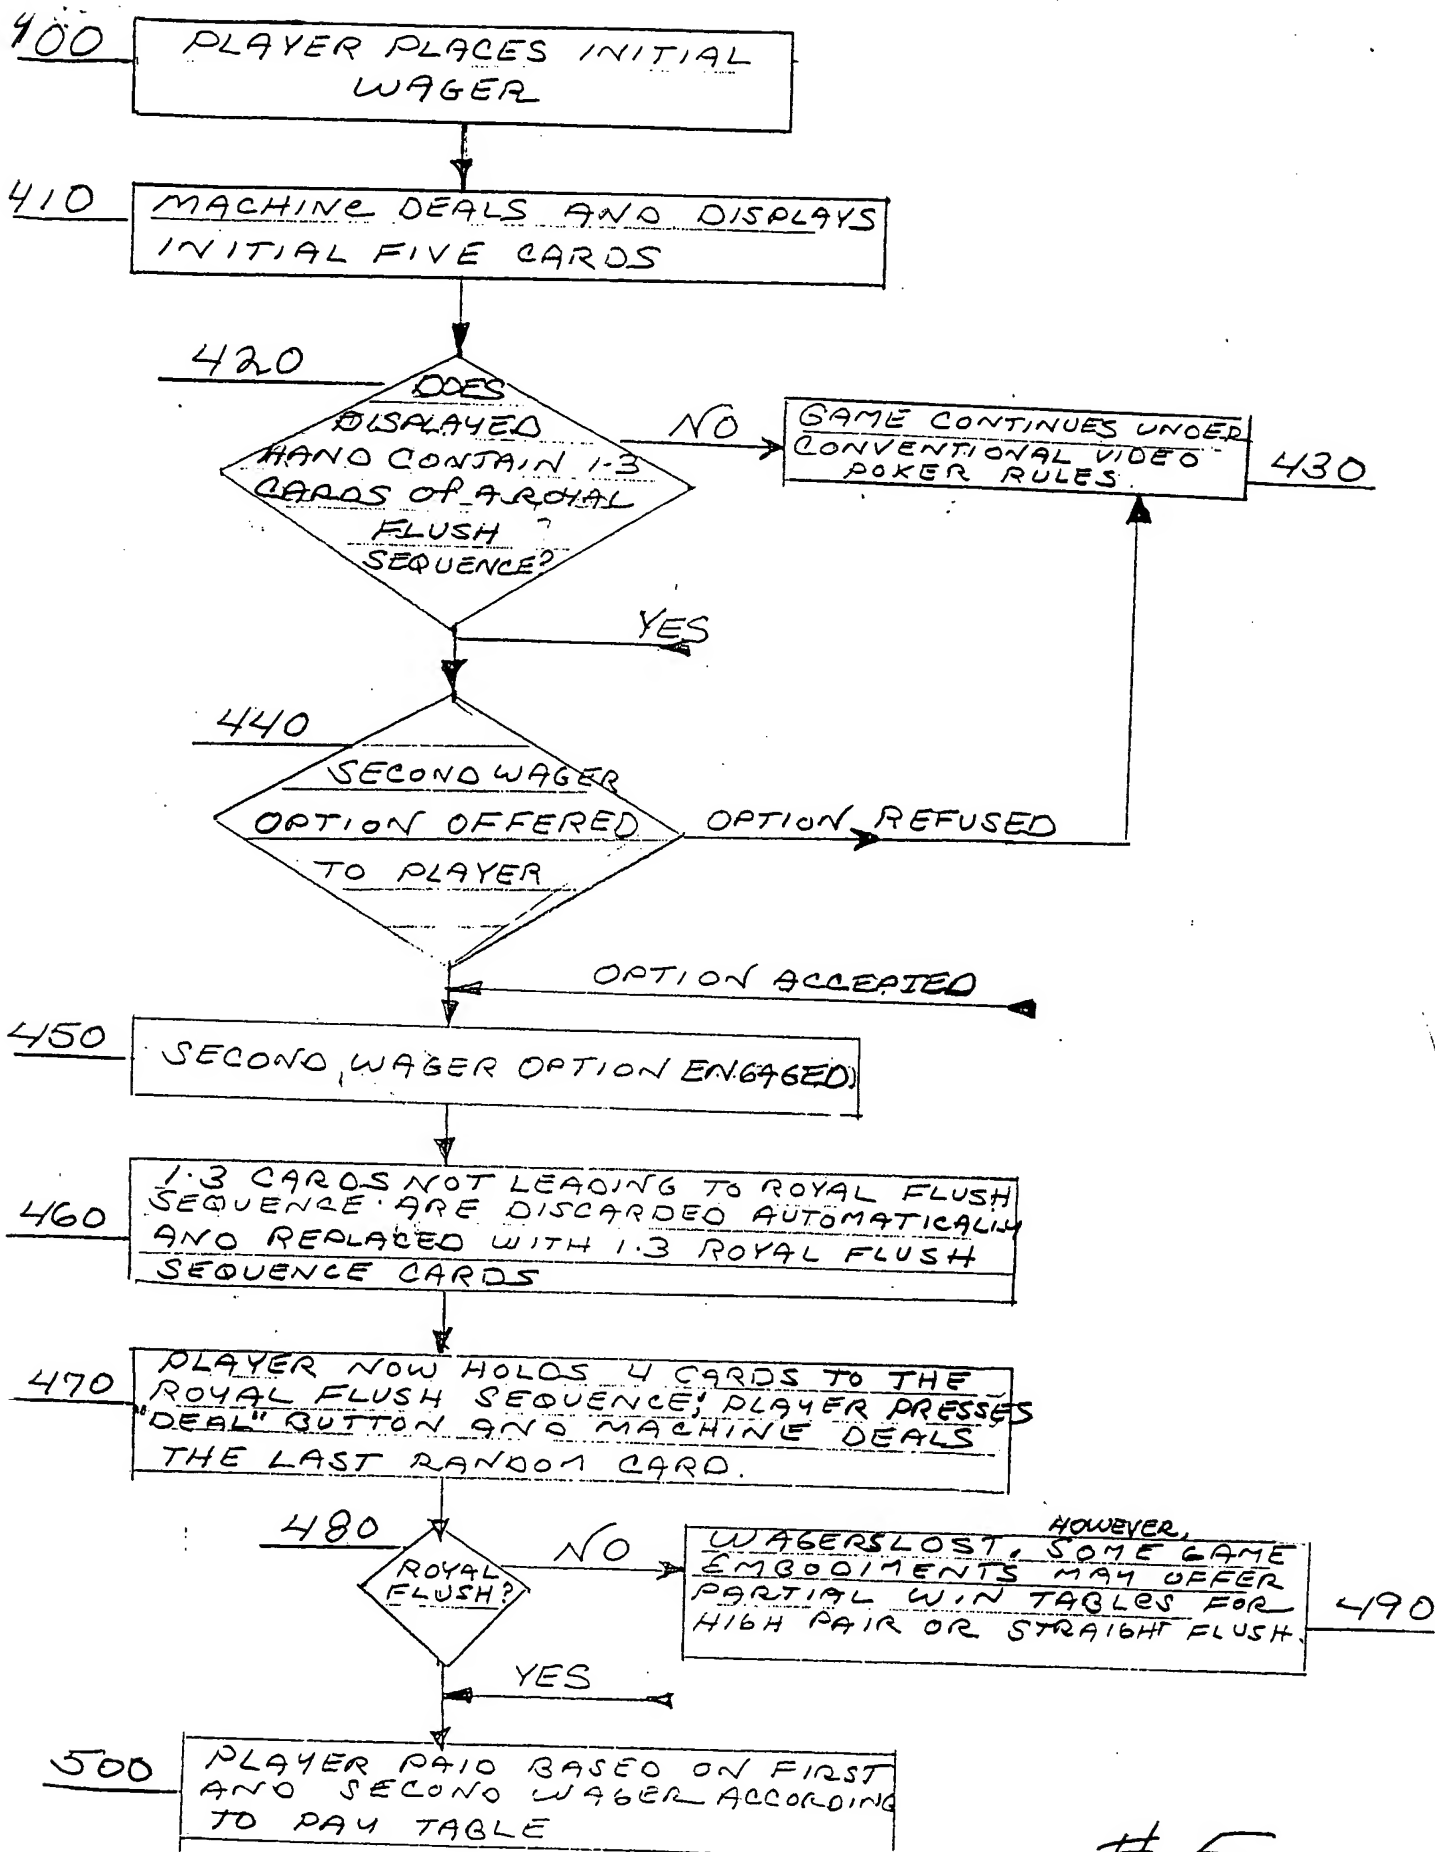 400
PLAYER PLACES INITIAL
WAGER
410
MACHINE DEALS AND DISPLAYS
INITIAL FIVE CARDS
420
DOES
DISPLAYED
HAND CONTAIN 1-3
CARDS OF A ROYAL
FLUSH
SEQUENCE?
NO
GAME CONTINUES UNDER
CONVENTIONAL VIDEO
POKER RULES.
430
YES
440
SECOND WAGER
OPTION OFFERED
TO PLAYER
OPTION REFUSED
OPTION ACCEPTED
450
SECOND WAGER OPTION ENGAGED
460
1-3 CARDS NOT LEADING TO ROYAL FLUSH
SEQUENCE ARE DISCARDED AUTOMATICALLY
AND REPLACED WITH 1-3 ROYAL FLUSH
SEQUENCE CARDS
470
PLAYER NOW HOLDS 4 CARDS TO THE
ROYAL FLUSH SEQUENCE; PLAYER PRESSES
"DEAL" BUTTON AND MACHINE DEALS
THE LAST RANDOM CARD.
480
ROYAL
FLUSH?
NO
HOWEVER,
WAGERS LOST. SOME GAME
EMBODIMENTS MAY OFFER
PARTIAL WIN TABLES FOR
HIGH PAIR OR STRAIGHT FLUSH.
490
YES
500
PLAYER PAID BASED ON FIRST
AND SECOND WAGER ACCORDING
TO PAY TABLE